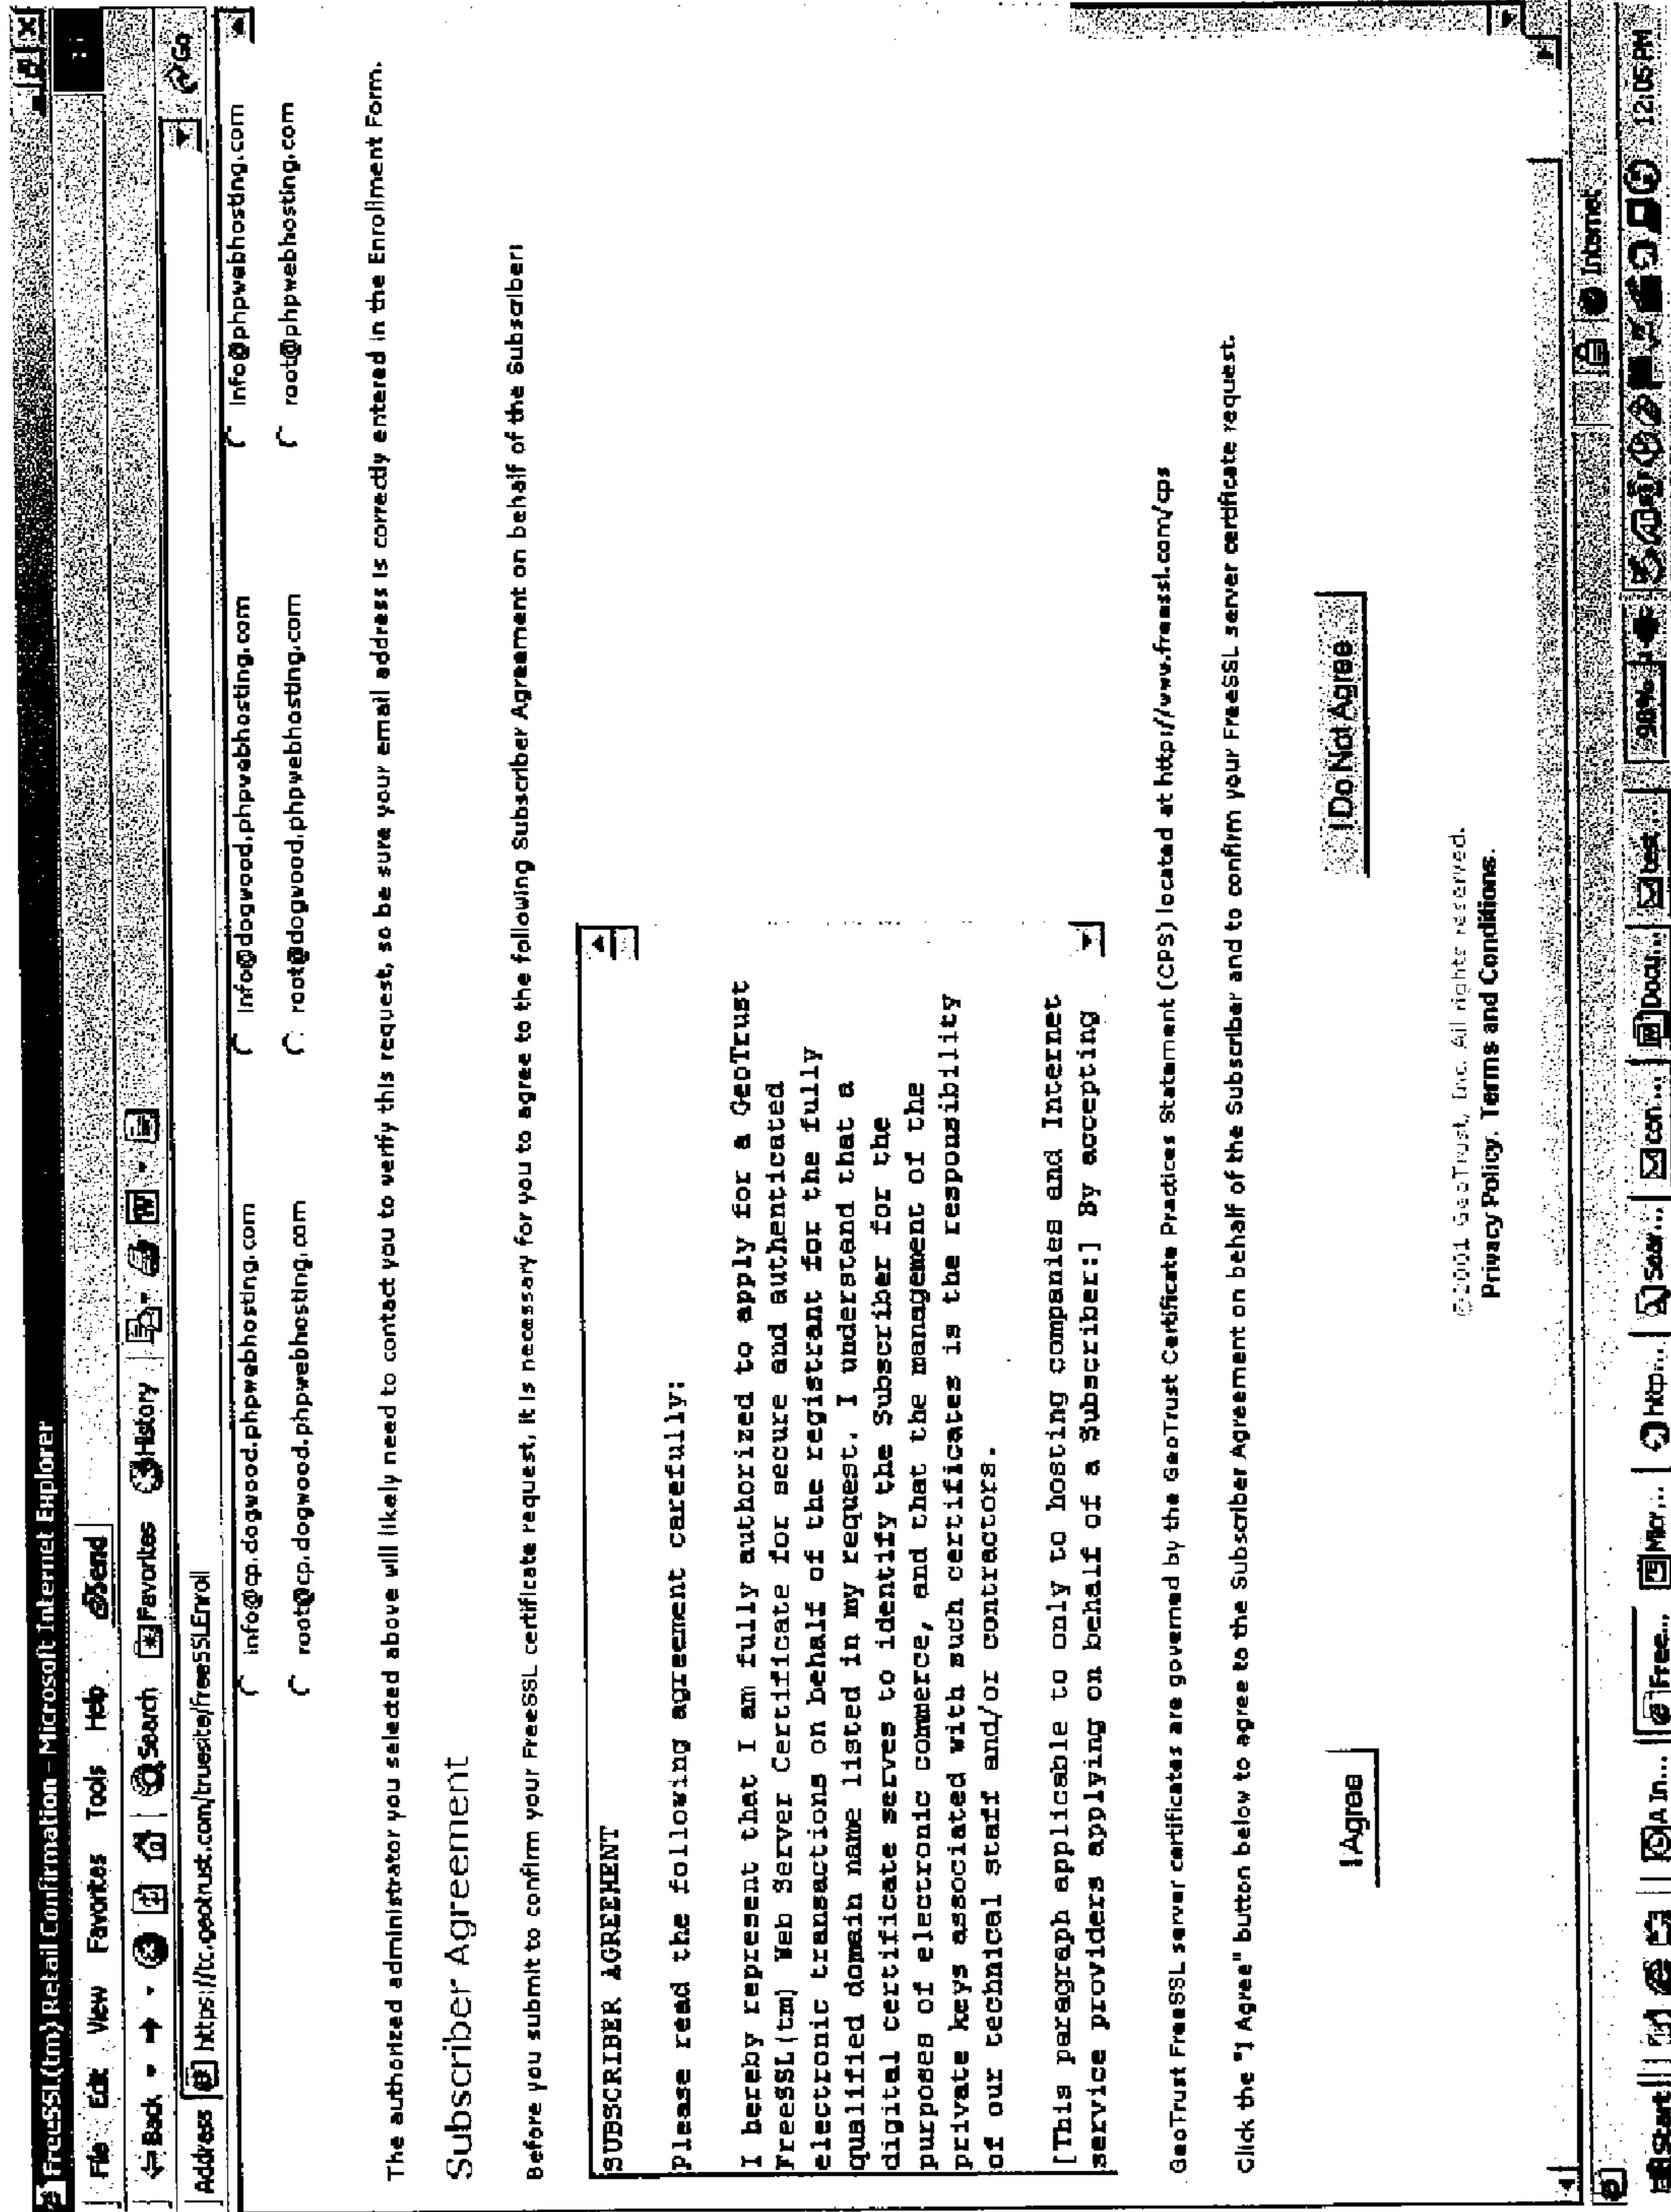 FreeSSL(tm) Retail Confirmation - Microsoft Internet Explorer
File Edit View Favorites Tools Help Send
Back Search Favorites History
Address https://tc.geotrust.com/truesite/freeSSLEnroll Go
info@cp.dogwood.phpwebhosting.com info@dogwood.phpwebhosting.com info@phpwebhosting.com
root@cp.dogwood.phpwebhosting.com root@dogwood.phpwebhosting.com root@phpwebhosting.com
The authorized administrator you selected above will likely need to contact you to verify this request, so be sure your email address is correctly entered in the Enrollment Form.
Subscriber Agreement
Before you submit to confirm your FreeSSL certificate request, it is necessary for you to agree to the following Subscriber Agreement on behalf of the Subscriber:
SUBSCRIBER AGREEMENT
Please read the following agreement carefully:
I hereby represent that I am fully authorized to apply for a GeoTrust
FreeSSL(tm) Web Server Certificate for secure and authenticated
electronic transactions on behalf of the registrant for the fully
qualified domain name listed in my request. I understand that a
digital certificate serves to identify the Subscriber for the
purposes of electronic commerce, and that the management of the
private keys associated with such certificates is the responsibility
of our technical staff and/or contractors.
[This paragraph applicable to only to hosting companies and Internet
service providers applying on behalf of a Subscriber:] By accepting
GeoTrust FreeSSL server certificates are governed by the GeoTrust Certificate Practices Statement (CPS) located at http://www.freessl.com/cps
Click the "I Agree" button below to agree to the Subscriber Agreement on behalf of the Subscriber and to confirm your FreeSSL server certificate request.
I Agree I Do Not Agree
©2001 GeoTrust, Inc. All rights reserved.
Privacy Policy. Terms and Conditions.
Internet
Start A In... Free... Micr... http... Sear... con... Docu... test ... 98% 12:05 PM